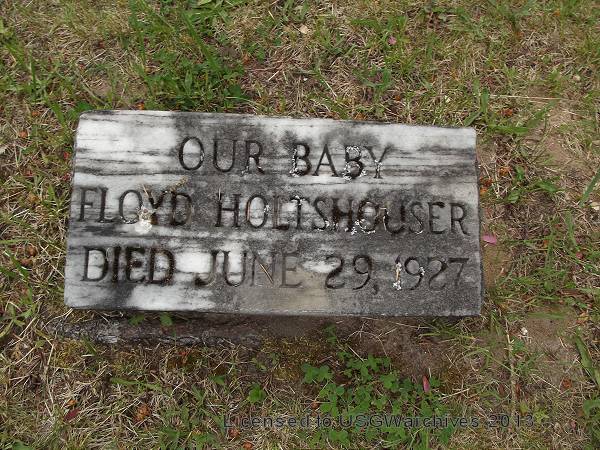 OUR BABY
FLOYD HOLTSHOUSER
DIED JUNE 29, 1927
Licensed to USGWarchives 2013